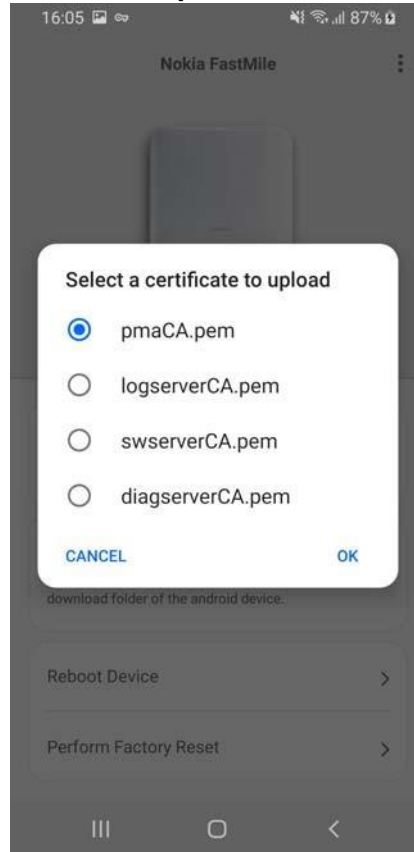 16:05 87%
Nokia FastMile
Select a certificate to upload
pmaCA.pem
logserverCA.pem
swserverCA.pem
diagserverCA.pem
CANCEL OK
download folder of the android device.
Reboot Device
Perform Factory Reset